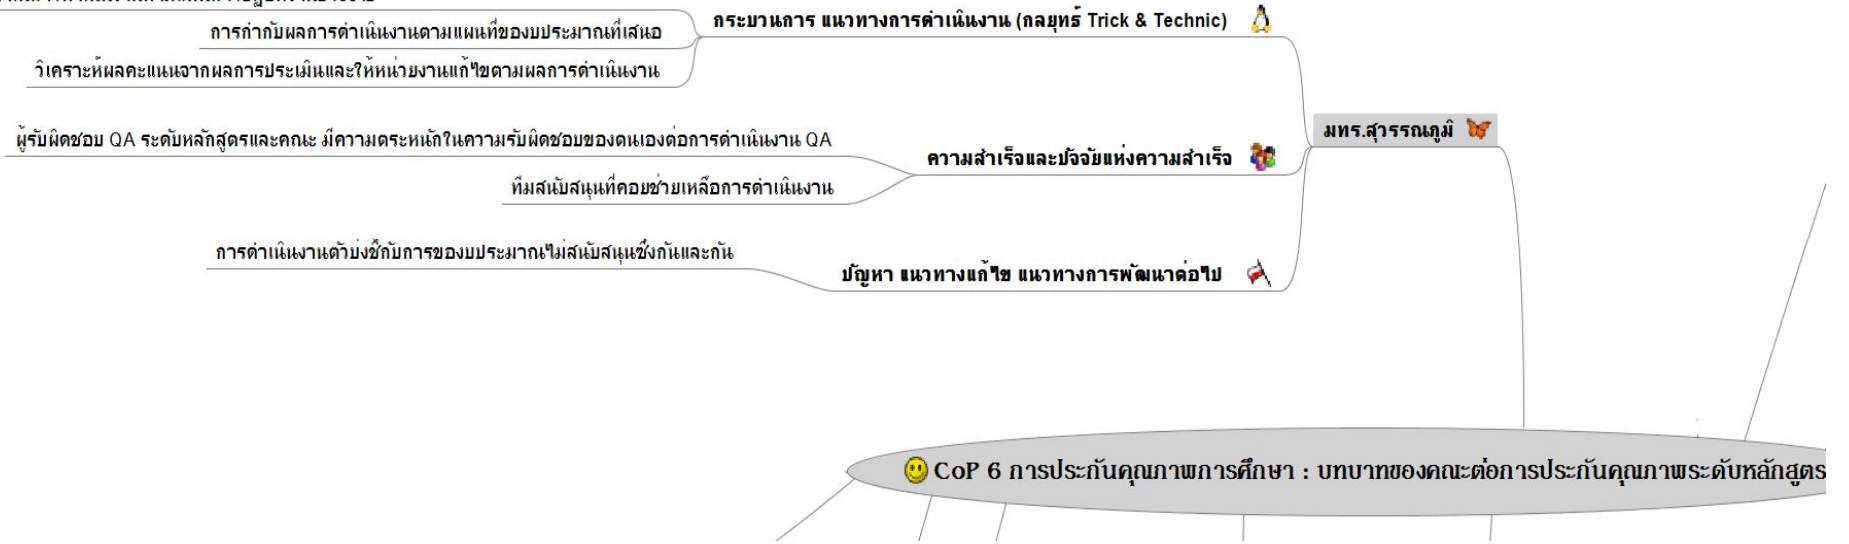 กระบวนการ แนวทางการดำเนินงาน (กลยุทธ์ Trick & Technic)
การกำกับผลการดำเนินงานตามแผนที่ของบประมาณที่เสนอ
วิเคราะห์ผลคะแนนจากผลการประเมินและให้หน่วยงานแก้ไขตามผลการดำเนินงาน
มทร.สุวรรณภูมิ
ผู้รับผิดชอบ QA ระดับหลักสูตรและคณะ มีความตระหนักในความรับผิดชอบของตนเองต่อการดำเนินงาน QA
ความสำเร็จและปัจจัยแห่งความสำเร็จ
ทีมสนับสนุนที่คอยช่วยเหลือการดำเนินงาน
การดำเนินงานตัวบ่งชี้กับการของบประมาณไม่สนับสนุนซึ่งกันและกัน
ปัญหา แนวทางแก้ไข แนวทางการพัฒนาต่อไป
CoP 6 การประกันคุณภาพการศึกษา : บทบาทของคณะต่อการประกันคุณภาพระดับหลักสูตร